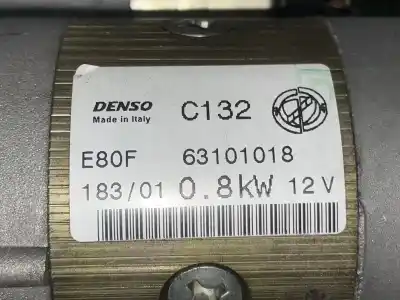 DENSO C132
Made in Italy
E80F 63101018
183/01 0.8kW 12V